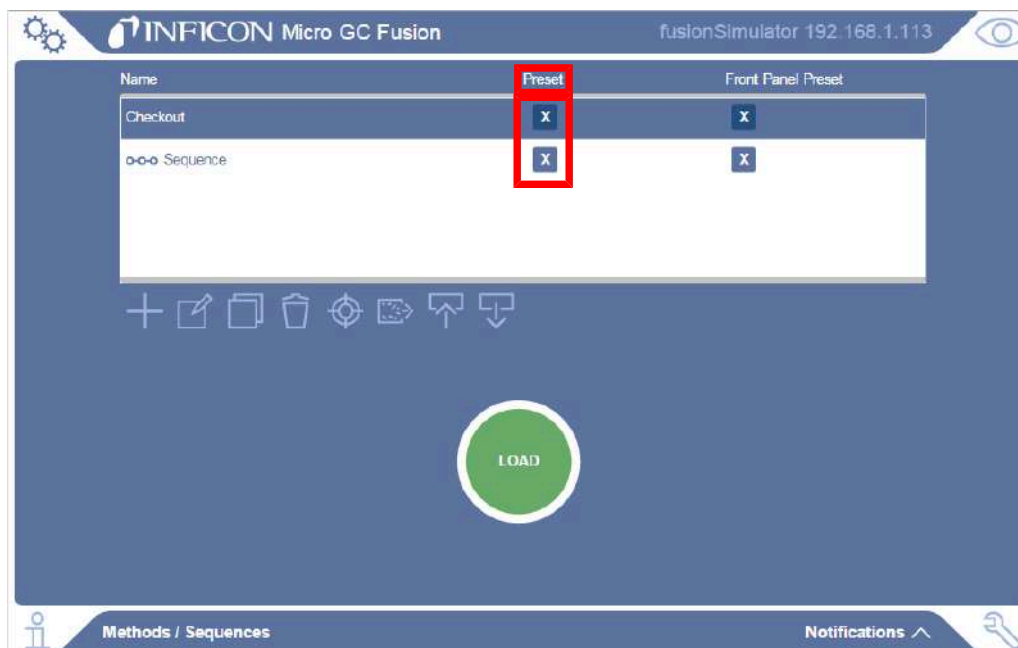 INFICON Micro GC Fusion
fusionSimulator 192.168.1.113
Name Preset Front Panel Preset
Checkout X X
Sequence X X
LOAD
Methods / Sequences
Notifications